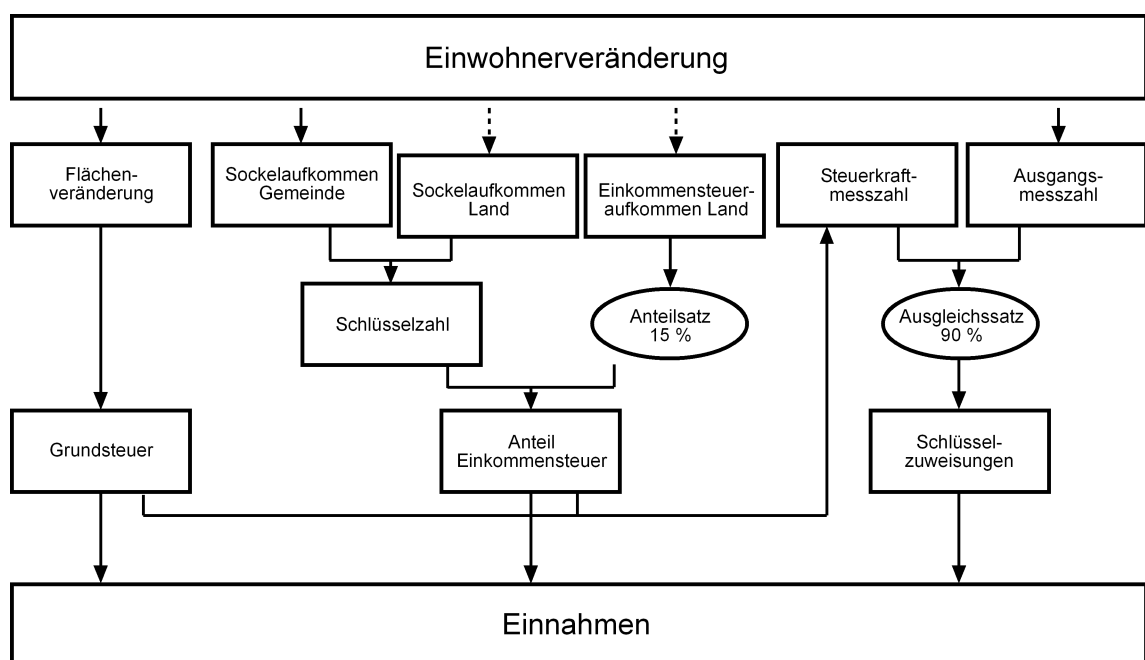 Einwohnerveränderung
Flächen-
veränderung
Sockelaufkommen
Gemeinde
Sockelaufkommen
Land
Einkommensteuer-
aufkommen Land
Steuerkraft-
messzahl
Ausgangs-
messzahl
Schlüsselzahl
Anteilsatz
15 %
Ausgleichssatz
90 %
Grundsteuer
Anteil
Einkommensteuer
Schlüssel-
zuweisungen
Einnahmen